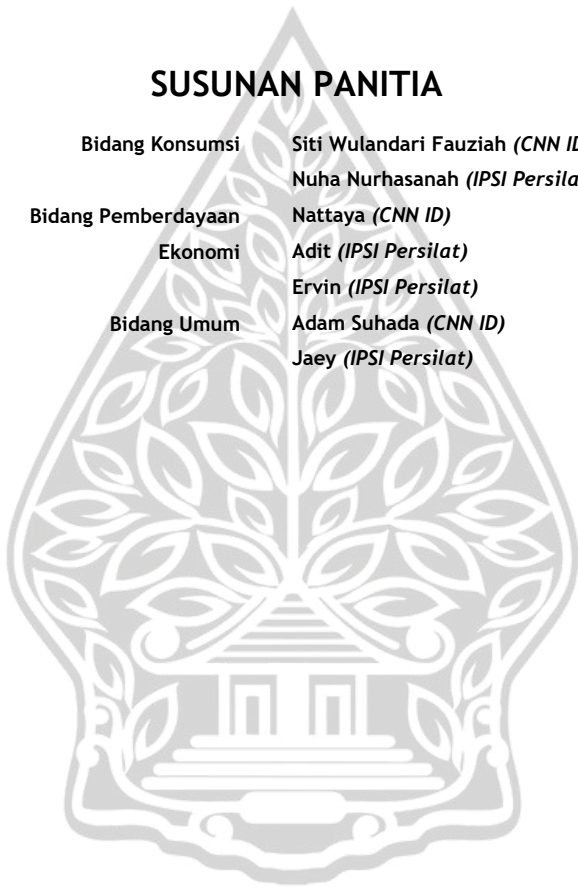 SUSUNAN PANITIA
Bidang Konsumsi Siti Wulandari Fauziah (CNN
Nuha Nurhasanah (IPSI
Bidang Pemberdayaan Nattaya (CNN ID)
Ekonomi Adit (IPSI Persilat)
Ervin (IPSI Persilat)
Bidang Umum Adam Suhada (CNN ID)
Jaey (IPSI Persilat)